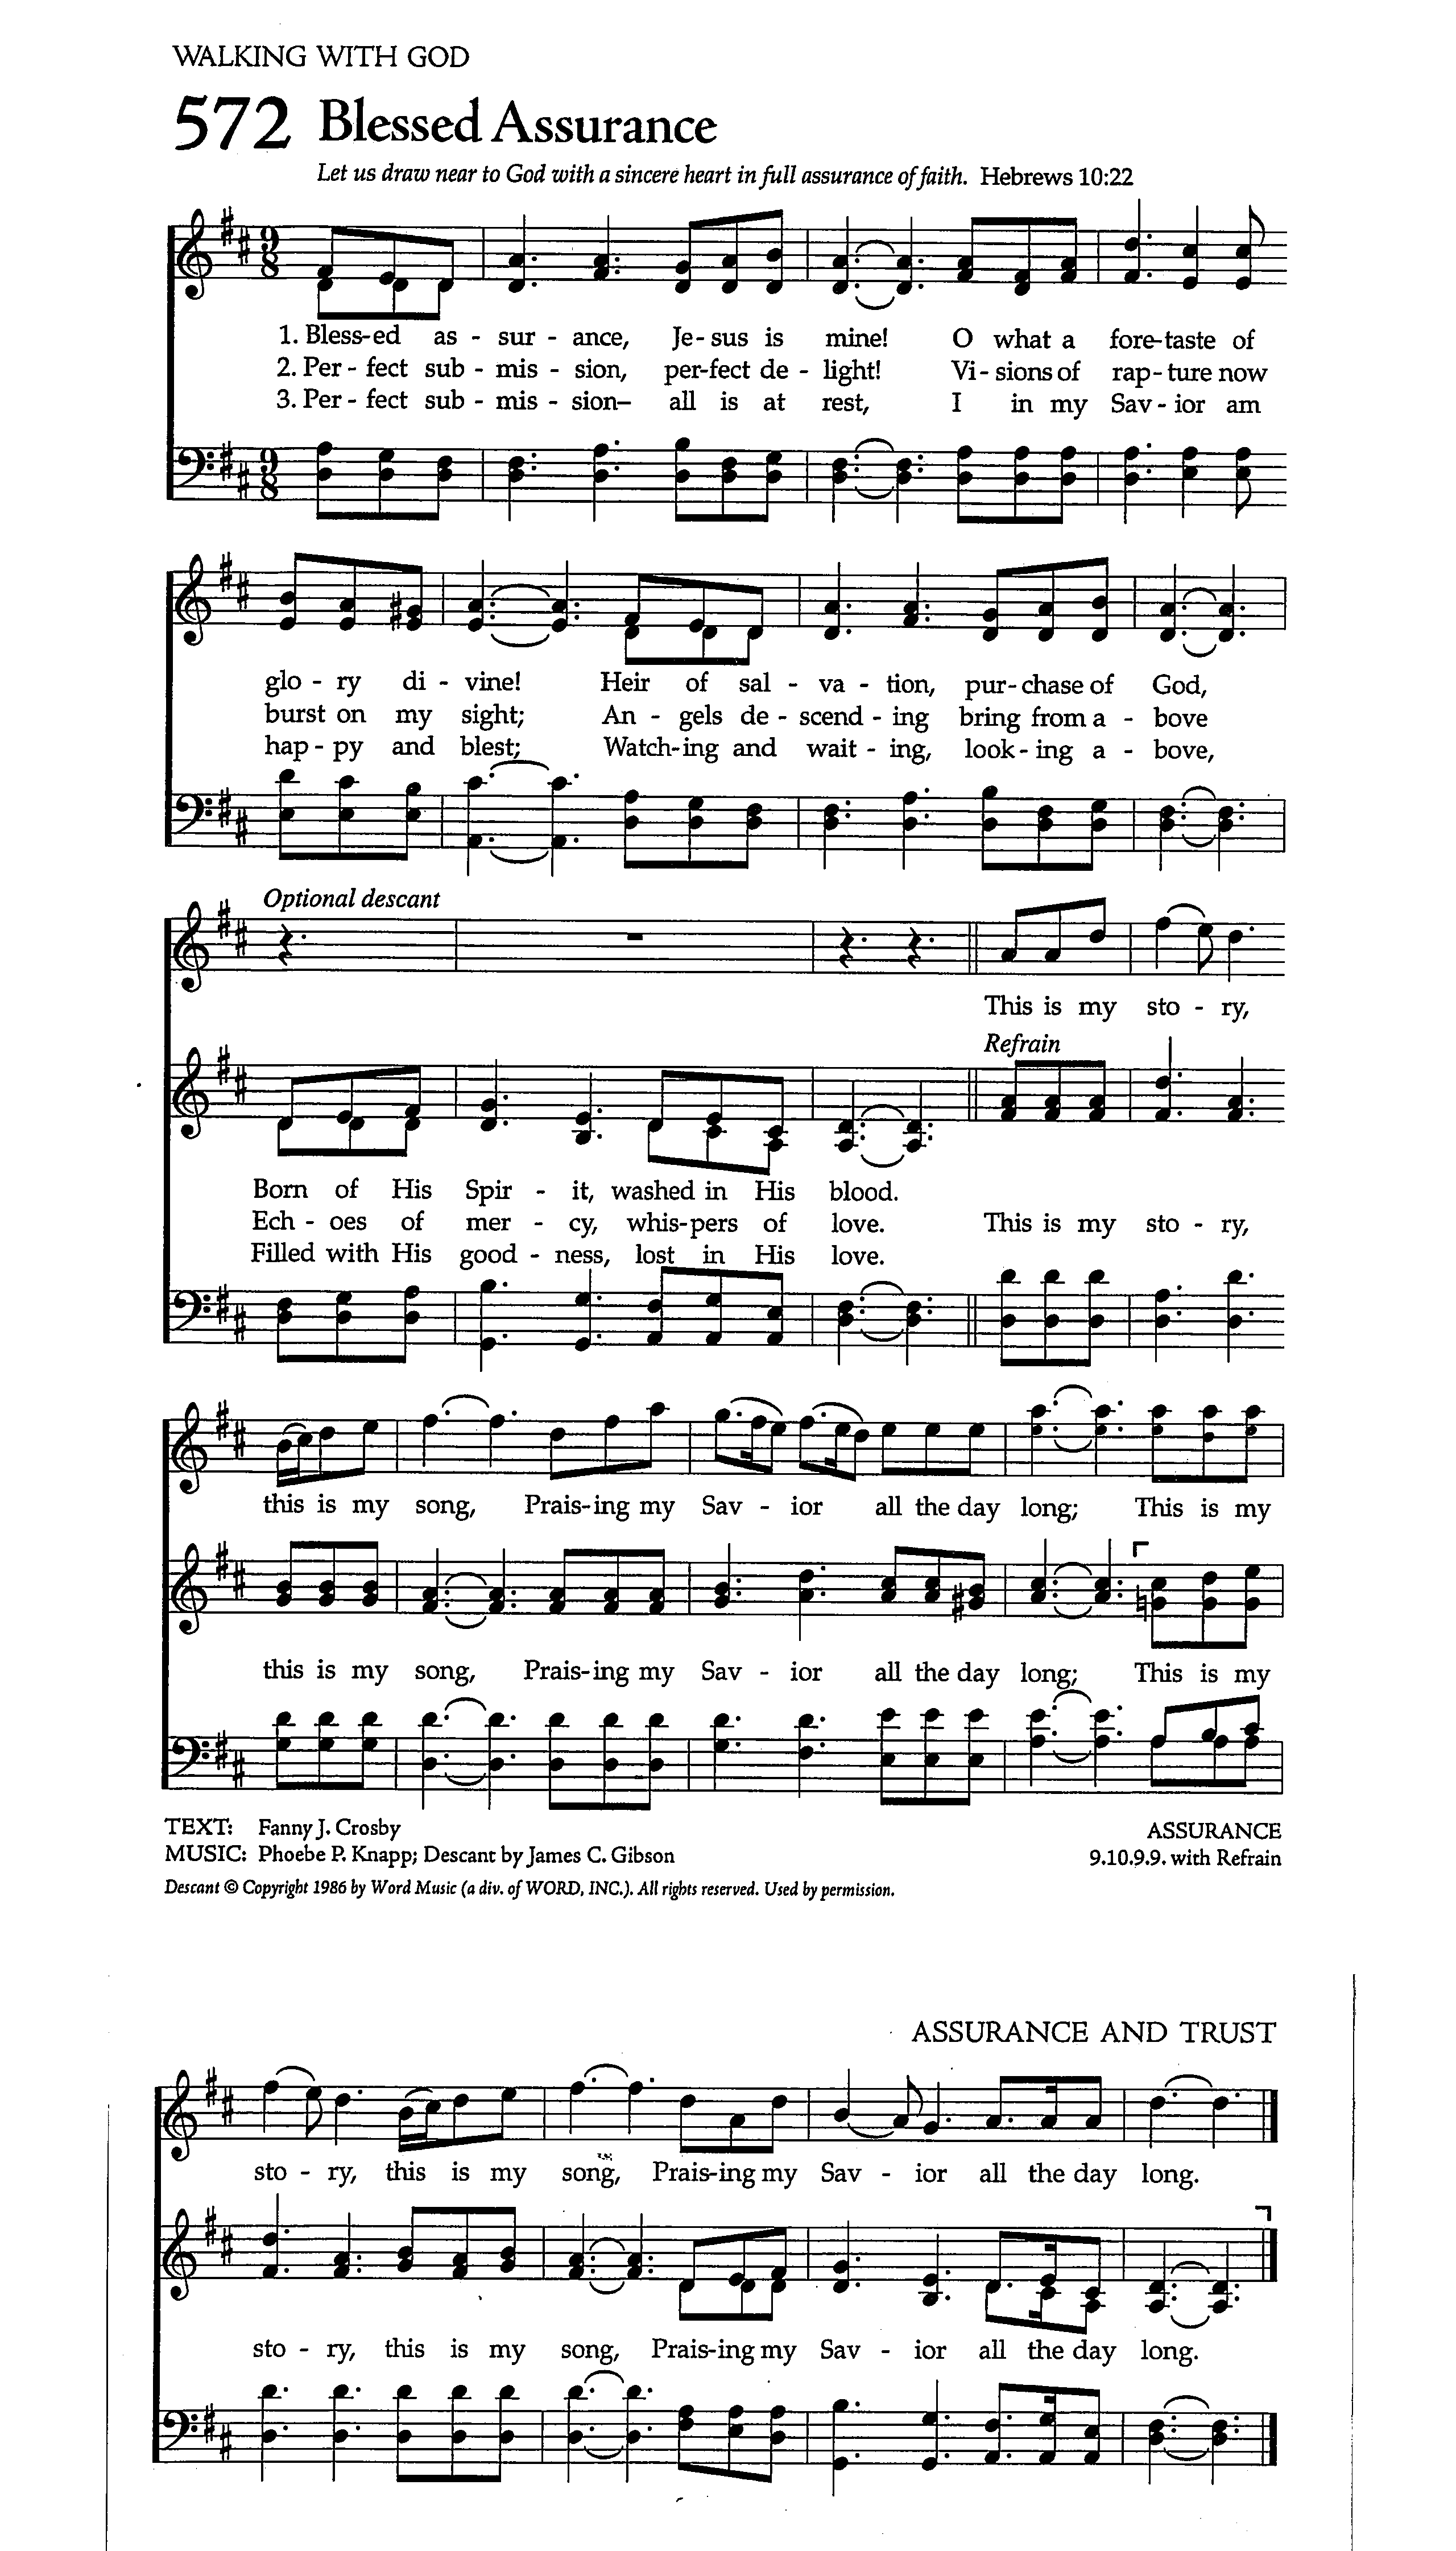 WALKING WITH GOD
572 Blessed Assurance
Let us draw near to God with a sincere heart in full assurance of faith. Hebrews 10:22
1. Bless-ed as - sur - ance, Je - sus is mine! O what a fore-taste of
2. Per - fect sub - mis - sion, per-fect de - light! Vi - sions of rap - ture now
3. Per - fect sub - mis - sion– all is at rest, I in my Sav - ior am
glo - ry di - vine! Heir of sal - va - tion, pur-chase of God,
burst on my sight; An - gels de - scend - ing bring from a - bove
hap - py and blest; Watch-ing and wait - ing, look - ing a - bove,
Optional descant
This is my sto - ry,
Refrain
Born of His Spir - it, washed in His blood.
Ech - oes of mer - cy, whis-pers of love. This is my sto - ry,
Filled with His good - ness, lost in His love.
this is my song, Prais-ing my Sav - ior all the day long; This is my
this is my song, Prais-ing my Sav - ior all the day long; This is my
TEXT: Fanny J. Crosby
ASSURANCE
MUSIC: Phoebe P. Knapp; Descant by James C. Gibson
9.10.9.9. with Refrain
Descant © Copyright 1986 by Word Music (a div. of WORD, INC.). All rights reserved. Used by permission.
ASSURANCE AND TRUST
sto - ry, this is my song, Prais-ing my Sav - ior all the day long.
sto - ry, this is my song, Prais-ing my Sav - ior all the day long.